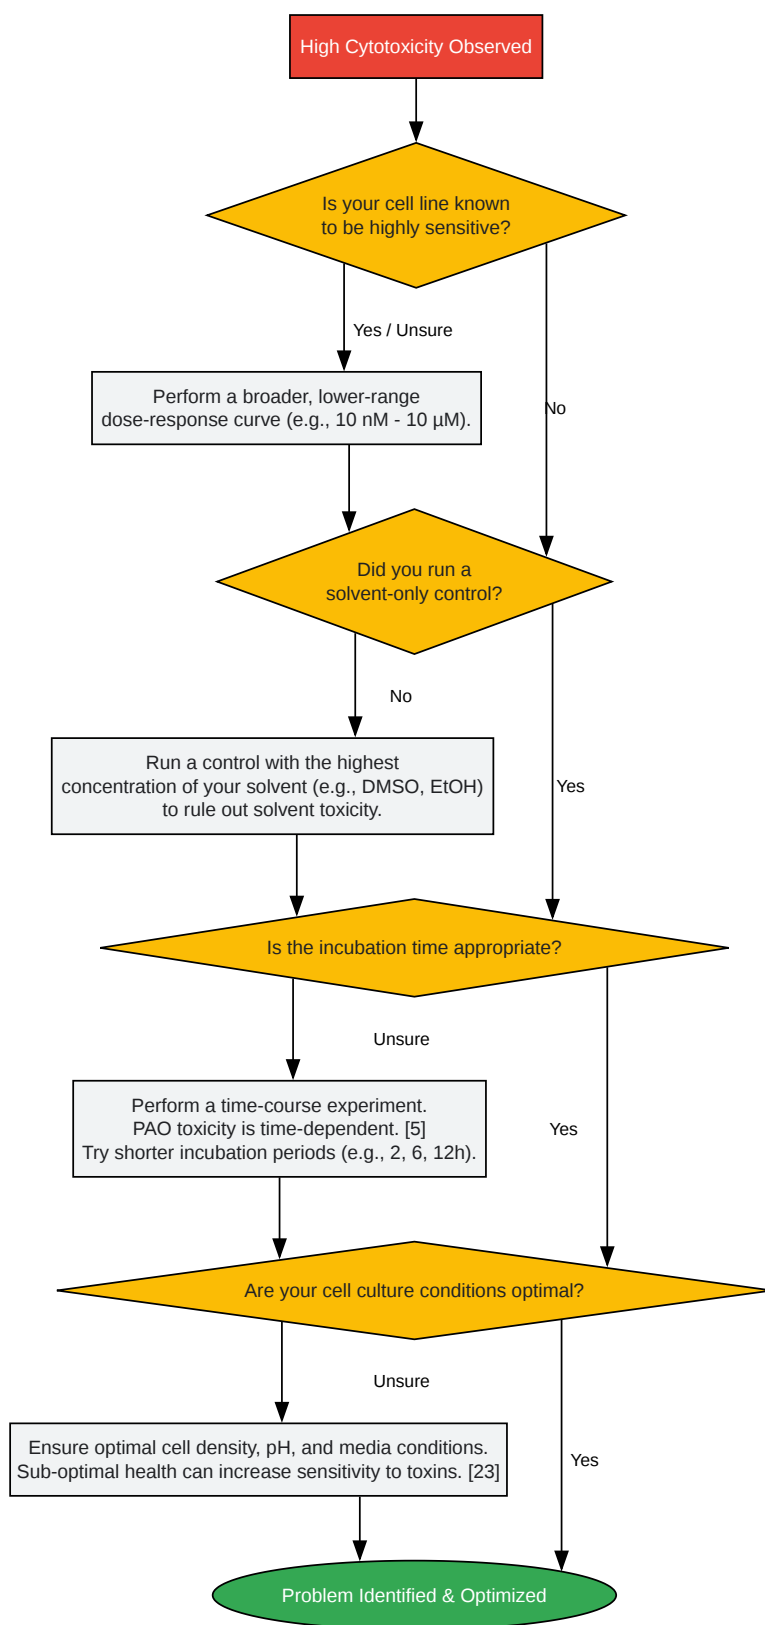 High Cytotoxicity Observed
Is your cell line known
to be highly sensitive?
Yes / Unsure
Perform a broader, lower-range
dose-response curve (e.g., 10 nM - 10 µM).
No
Did you run a
solvent-only control?
No
Run a control with the highest
concentration of your solvent (e.g., DMSO, EtOH)
to rule out solvent toxicity.
Yes
Is the incubation time appropriate?
Unsure
Perform a time-course experiment.
PAO toxicity is time-dependent. [5]
Try shorter incubation periods (e.g., 2, 6, 12h).
Yes
Are your cell culture conditions optimal?
Unsure
Ensure optimal cell density, pH, and media conditions.
Sub-optimal health can increase sensitivity to toxins. [23]
Yes
Problem Identified & Optimized